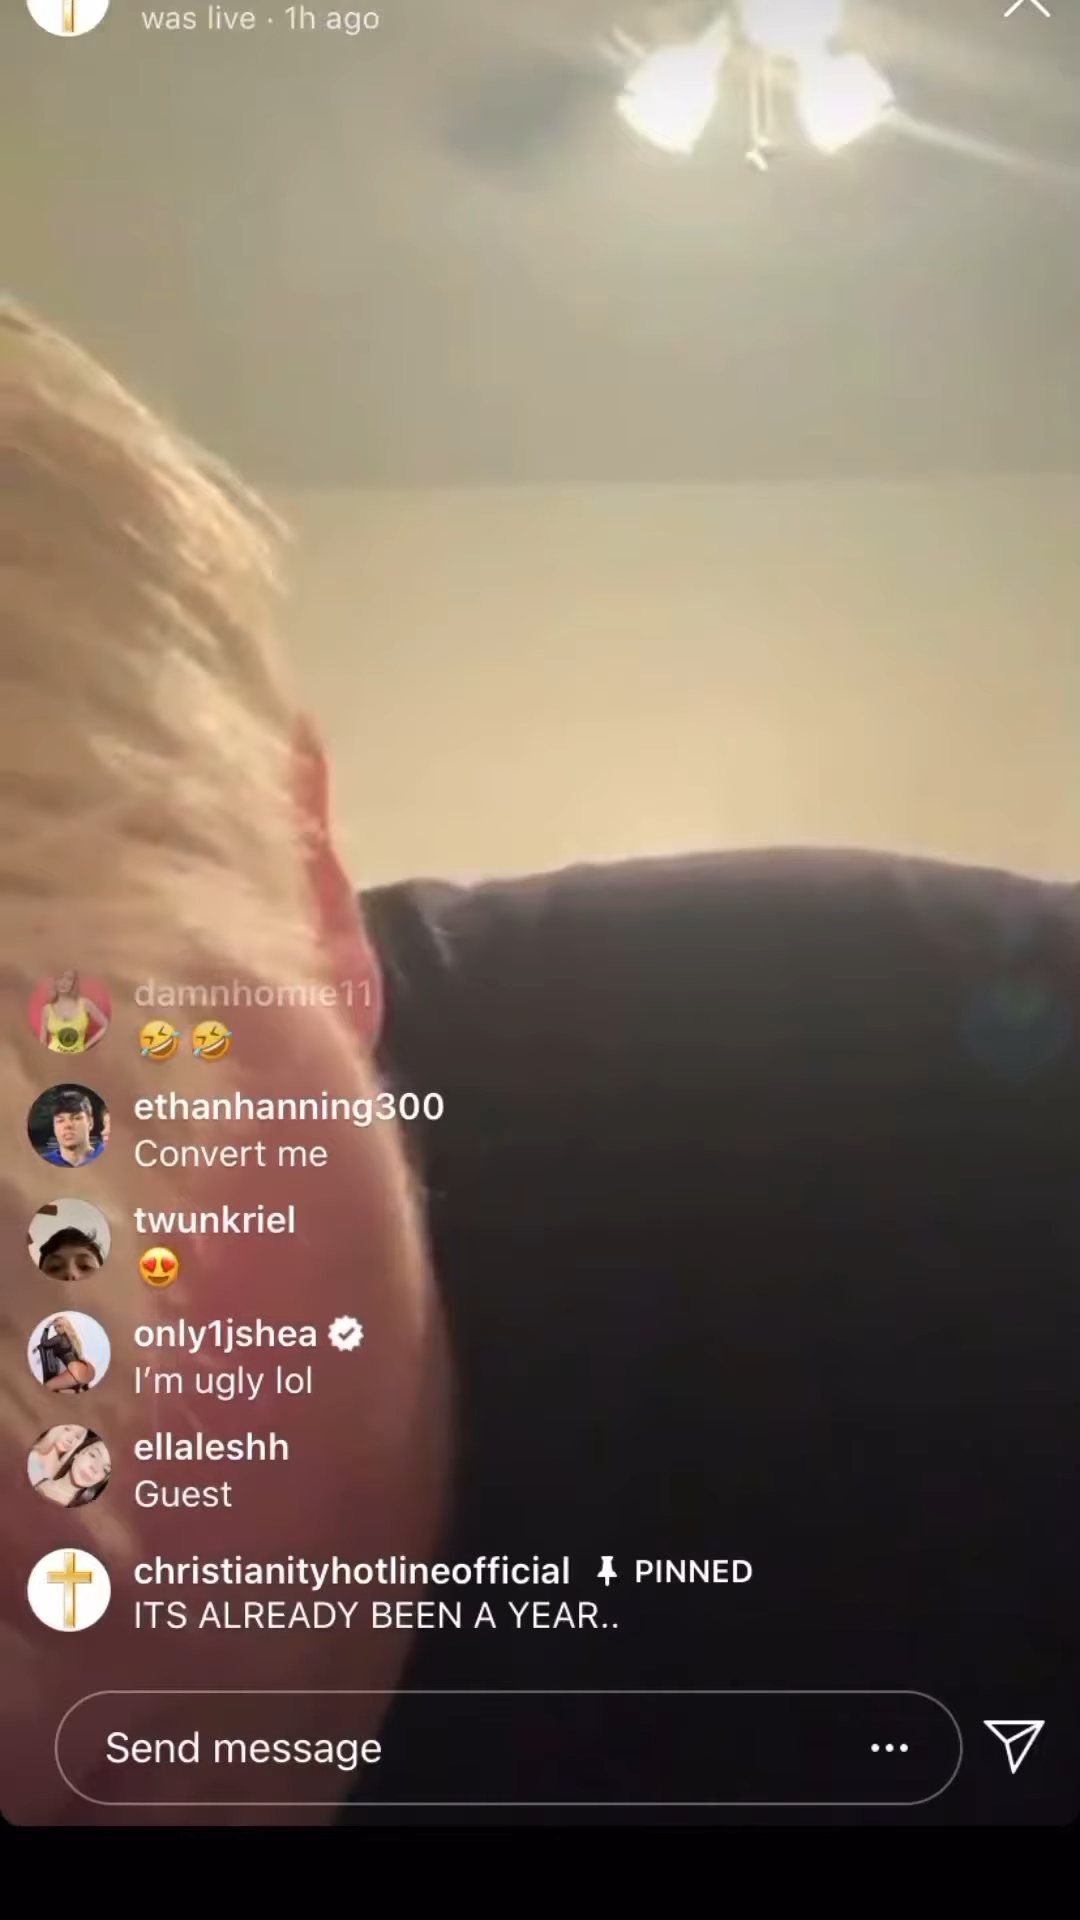 was live · 1h ago
damnhomie11
🤣🤣
ethanhanning300
Convert me
twunkriel
😍
only1jshea
I'm ugly lol
ellaleshh
Guest
christianityhotlineofficial PINNED
ITS ALREADY BEEN A YEAR..
Send message